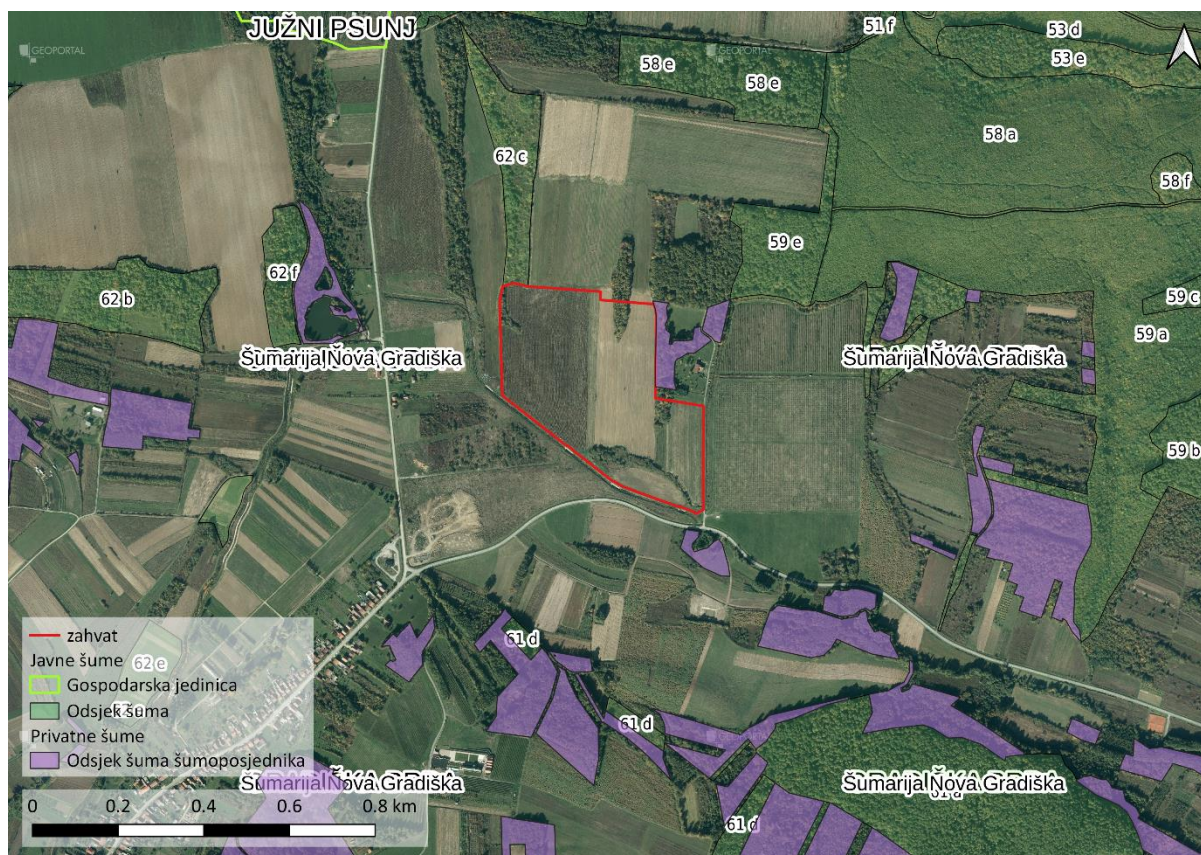 JUŽNI PSUNJ
GEOPORTAL
GEOPORTAL
51 f
53 d
53 e
58 e
58 e
58 a
62 c
58 f
59 e
62 f
62 b
59 c
59 a
Šumarija Nova Gradiška
Šumarija Nova Gradiška
59 b
zahvat
Javne šume
62 e
Gospodarska jedinica
Odsjek šuma
Privatne šume
Odsjek šuma šumoposjednika
61 d
61 d
Šumarija Nova Gradiška
Šumarija Nova Gradiška
61 d
0 0.2 0.4 0.6 0.8 km